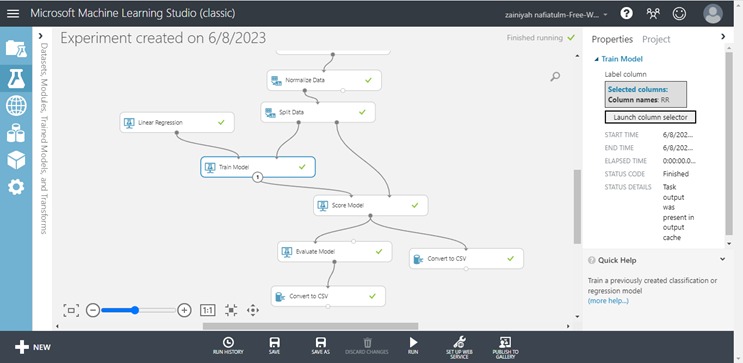 Microsoft Machine Learning Studio (classic)
zainiyah nafiatulm-Free-W...
?
Experiment created on 6/8/2023
Finished running
Properties
Project
Datasets, Modules, Trained Models, and Transforms
Normalize Data
Split Data
Linear Regression
Train Model
1
Score Model
Evaluate Model
Convert to CSV
Convert to CSV
1:1
Train Model
Label column
Selected columns:
Column names: RR
Launch column selector
START TIME 6/8/202...
END TIME 6/8/202...
ELAPSED TIME 0:00:00.0...
STATUS CODE Finished
STATUS DETAILS Task
output
was
present in
output
cache
? Quick Help
Train a previously created classification or
regression model
(more help...)
+ NEW
RUN HISTORY
SAVE
SAVE AS
DISCARD CHANGES
RUN
SET UP WEB
SERVICE
PUBLISH TO
GALLERY